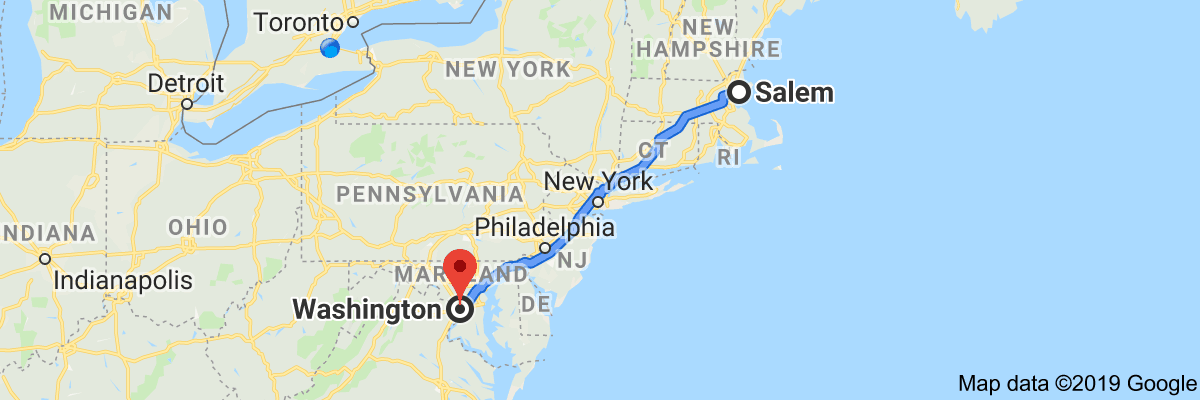 MICHIGAN
Toronto
NEW
HAMPSHIRE
NEW YORK
Detroit
Salem
CT
RI
New York
PENNSYLVANIA
OHIO
Philadelphia
NDIANA
NJ
MARYLAND
Indianapolis
DE
Washington
Map data ©2019 Google